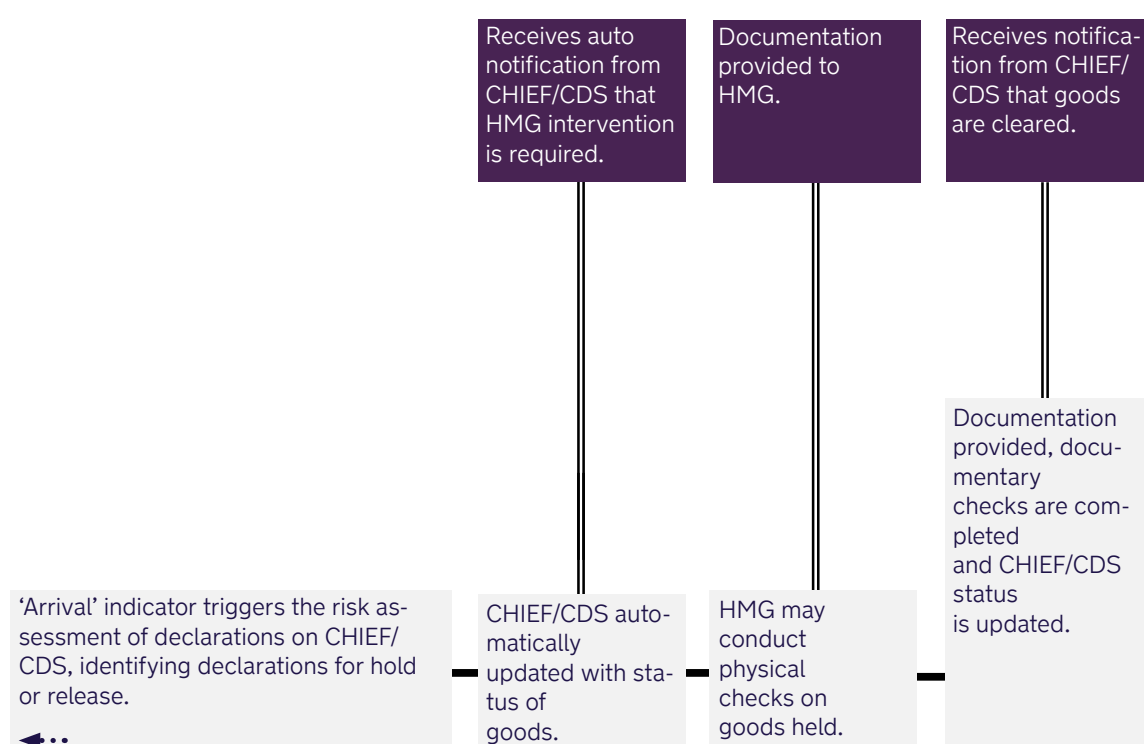 Receives auto
notification from
CHIEF/CDS that
HMG intervention
is required.
Documentation
provided to
HMG.
Receives notifica-
tion from CHIEF/
CDS that goods
are cleared.
Documentation
provided, docu-
mentary
checks are com-
pleted
and CHIEF/CDS
status
is updated.
‘Arrival’ indicator triggers the risk as-
sessment of declarations on CHIEF/
CDS, identifying declarations for hold
or release.
CHIEF/CDS auto-
matically
updated with sta-
tus of
goods.
HMG may
conduct
physical
checks on
goods held.